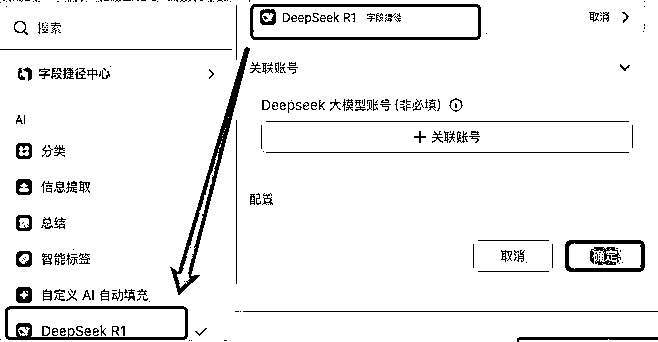 搜索
字段捷径中心
AI
分类
信息提取
总结
智能标签
自定义 AI 自动填充
DeepSeek R1
DeepSeek R1 字段捷径
取消
关联账号
Deepseek 大模型账号 (非必填)
+ 关联账号
配置
取消
确定